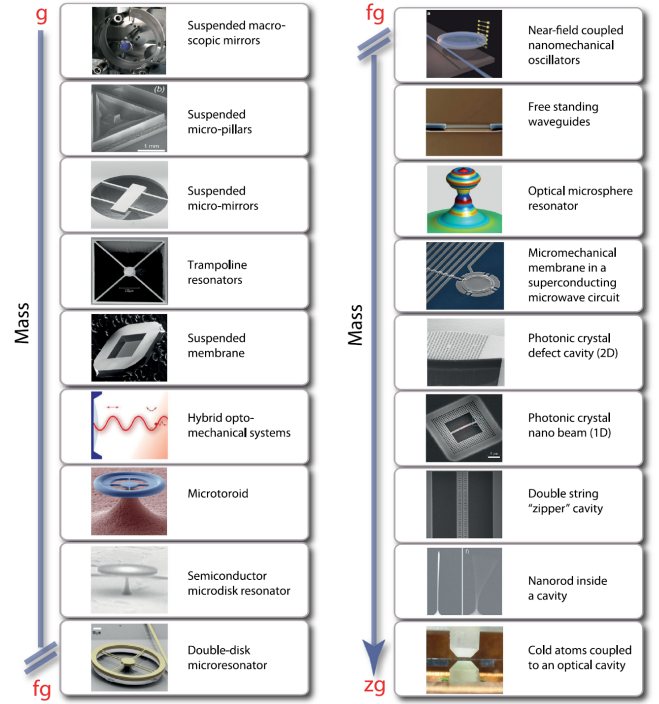 g
Suspended macro-
scopic mirrors
(b)
1 mm
Suspended
micro-pillars
Suspended
micro-mirrors
Trampoline
resonators
Mass
Suspended
membrane
Hybrid opto-
mechanical systems
Microtoroid
Semiconductor
microdisk resonator
Double-disk
microresonator
fg
fg
a
Near-field coupled
nanomechanical
oscillators
Free standing
waveguides
Optical microsphere
resonator
Micromechanical
membrane in a
superconducting
microwave circuit
Mass
Photonic crystal
defect cavity (2D)
Photonic crystal
nano beam (1D)
Double string
“zipper” cavity
Nanorod inside
a cavity
Cold atoms coupled
to an optical cavity
zg